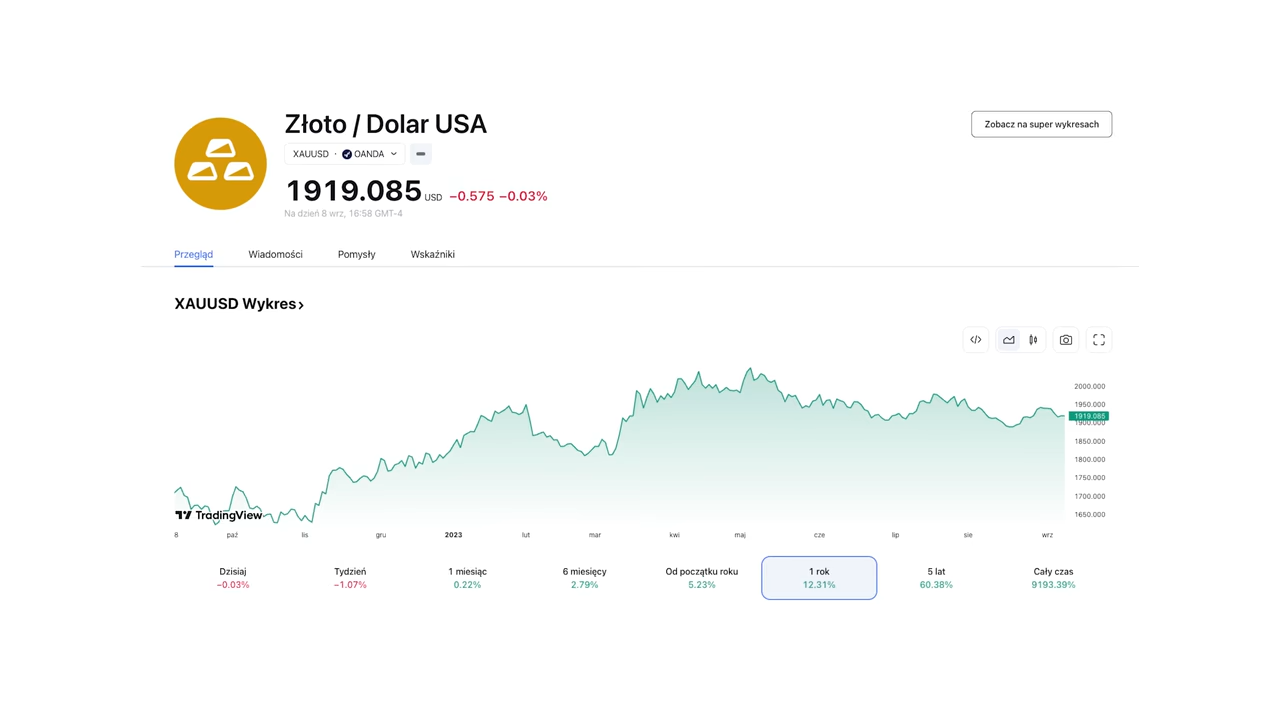 Złoto / Dolar USA
Zobacz na super wykresach
XAUUSD · OANDA
1919.085 USD −0.575 −0.03%
Na dzień 8 wrz, 16:58 GMT-4
Przegląd Wiadomości Pomysły Wskaźniki
XAUUSD Wykres ›
2000.000
1950.000
1919.085
1900.000
1850.000
1800.000
1750.000
1700.000
1650.000
TradingView
8 paź lis gru 2023 lut mar kwi maj cze lip sie wrz
Dzisiaj Tydzień 1 miesiąc 6 miesięcy Od początku roku 1 rok 5 lat Cały czas
−0.03% −1.07% 0.22% 2.79% 5.23% 12.31% 60.38% 9193.39%